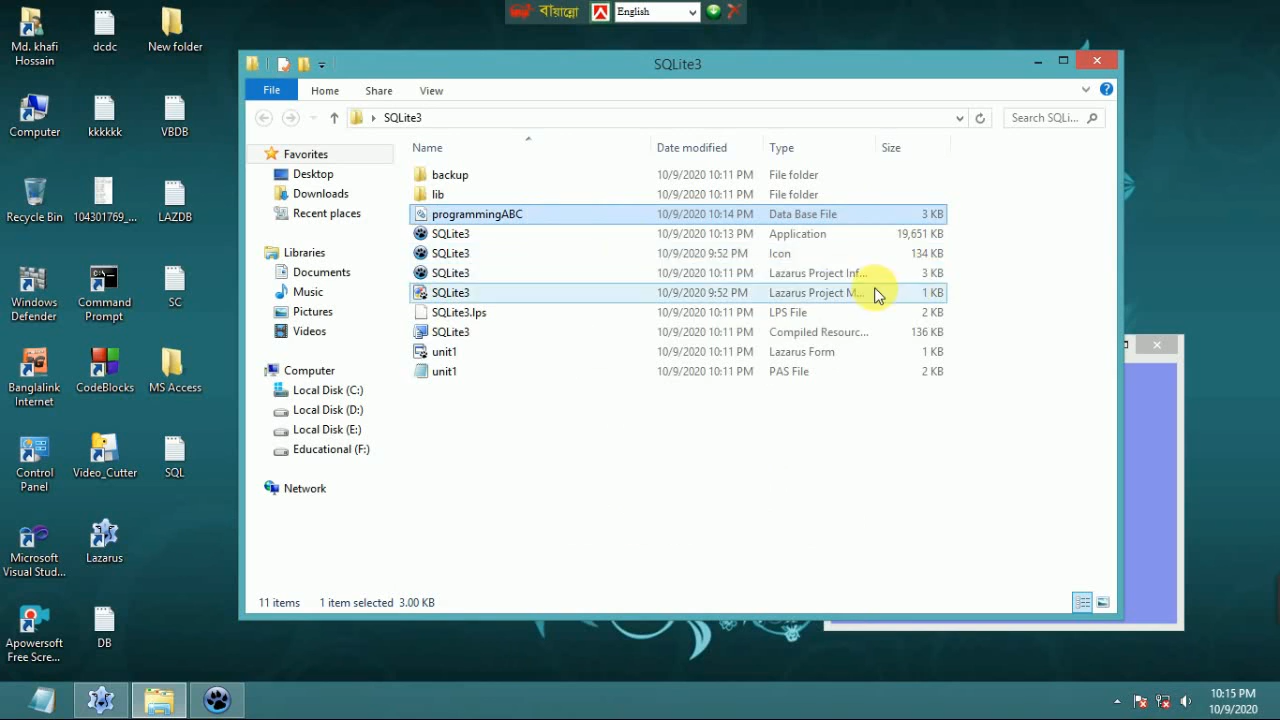 বায়ান্নো
English
Md. khafi Hossain
dcdc
New folder
Computer
kkkkkk
VBDB
Recycle Bin
104301769_...
LAZDB
Windows Defender
Command Prompt
SC
Banglalink Internet
CodeBlocks
MS Access
Control Panel
Video_Cutter
SQL
Microsoft Visual Stud...
Lazarus
Apowersoft Free Scre...
DB
SQLite3
File Home Share View
SQLite3
Search SQLi...
Favorites
Desktop
Downloads
Recent places
Libraries
Documents
Music
Pictures
Videos
Computer
Local Disk (C:)
Local Disk (D:)
Local Disk (E:)
Educational (F:)
Network
Name Date modified Type Size
backup 10/9/2020 10:11 PM File folder
lib 10/9/2020 10:11 PM File folder
programmingABC 10/9/2020 10:14 PM Data Base File 3 KB
SQLite3 10/9/2020 10:13 PM Application 19,651 KB
SQLite3 10/9/2020 9:52 PM Icon 134 KB
SQLite3 10/9/2020 10:11 PM Lazarus Project Inf... 3 KB
SQLite3 10/9/2020 9:52 PM Lazarus Project M... 1 KB
SQLite3.lps 10/9/2020 10:11 PM LPS File 2 KB
SQLite3 10/9/2020 10:11 PM Compiled Resourc... 136 KB
unit1 10/9/2020 10:11 PM Lazarus Form 1 KB
unit1 10/9/2020 10:11 PM PAS File 2 KB
11 items 1 item selected 3.00 KB
10:15 PM
10/9/2020